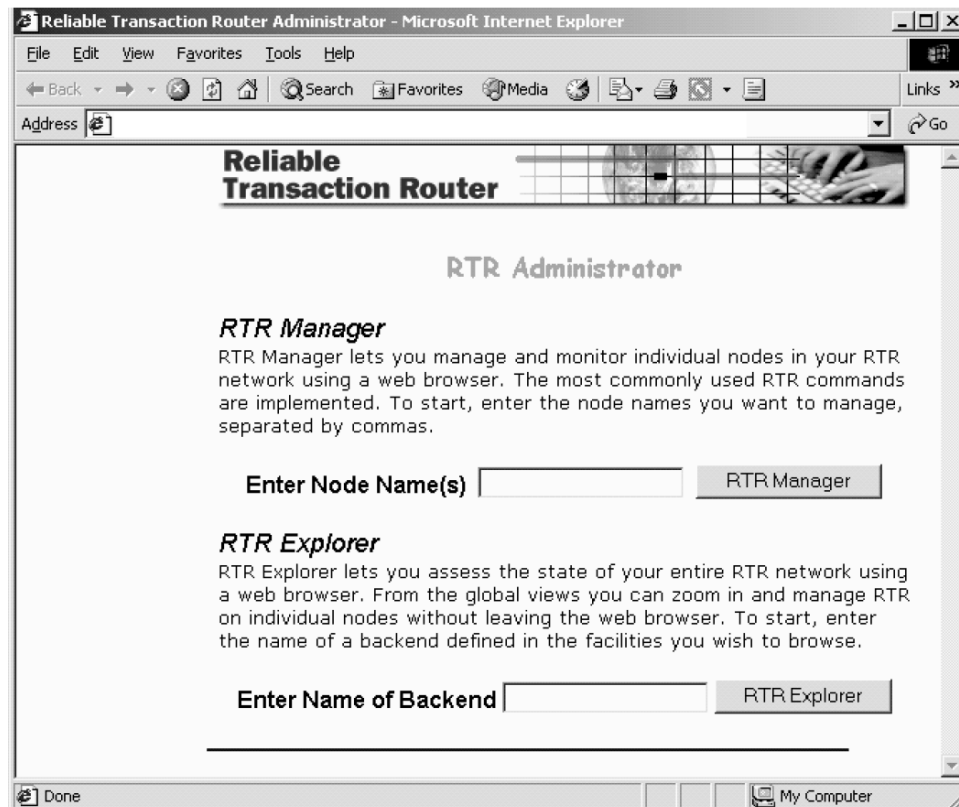 Reliable Transaction Router Administrator - Microsoft Internet Explorer
File Edit View Favorites Tools Help
Back Search Favorites Media Links »
Address Go
Reliable
Transaction Router
RTR Administrator
RTR Manager
RTR Manager lets you manage and monitor individual nodes in your RTR
network using a web browser. The most commonly used RTR commands
are implemented. To start, enter the node names you want to manage,
separated by commas.
Enter Node Name(s) RTR Manager
RTR Explorer
RTR Explorer lets you assess the state of your entire RTR network using
a web browser. From the global views you can zoom in and manage RTR
on individual nodes without leaving the web browser. To start, enter
the name of a backend defined in the facilities you wish to browse.
Enter Name of Backend RTR Explorer
Done My Computer